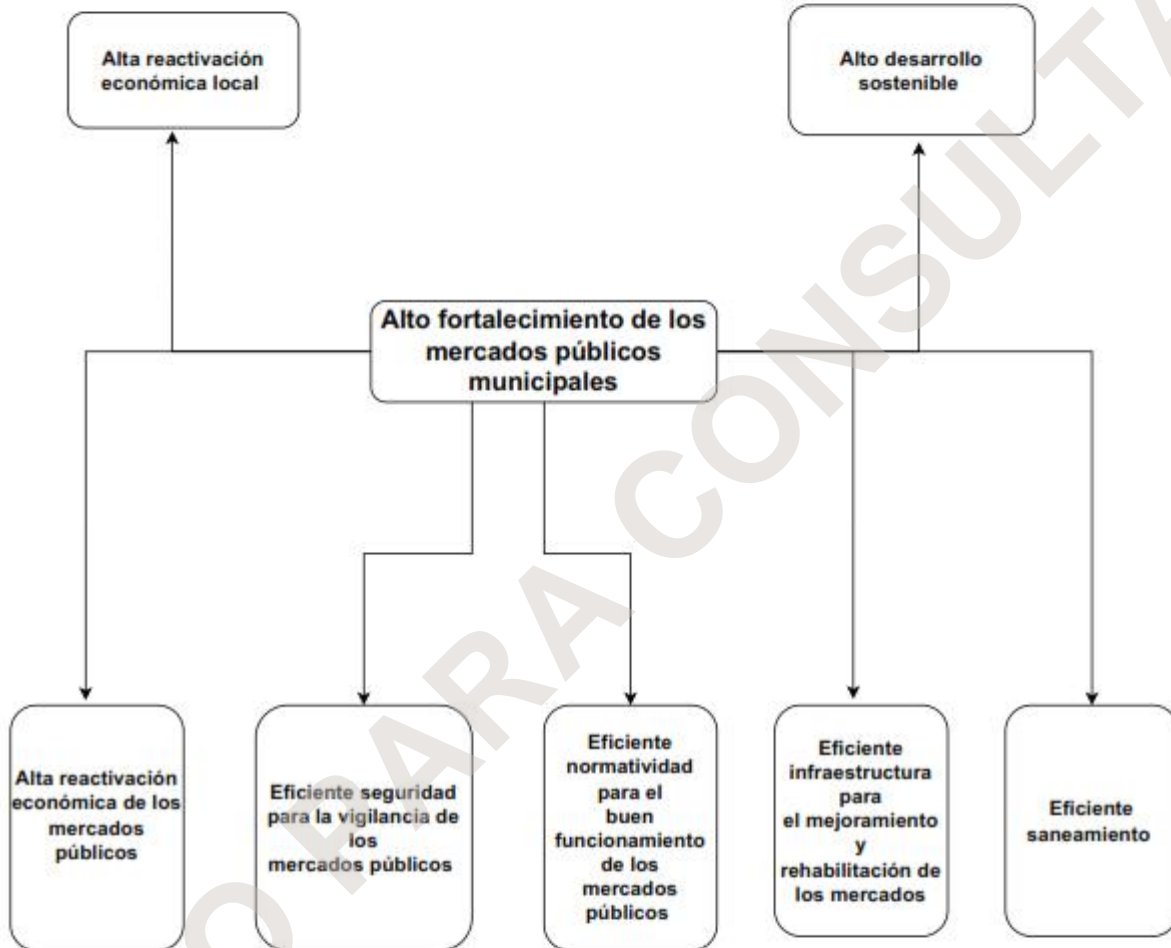 Alta reactivación
económica local
Alto desarrollo
sostenible
Alto fortalecimiento de los
mercados públicos
municipales
Alta reactivación
económica de los
mercados
públicos
Eficiente seguridad
para la vigilancia de
los
mercados públicos
Eficiente
normatividad
para el
buen
funcionamiento
de los
mercados
públicos
Eficiente
infraestructura
para
el mejoramiento
y
rehabilitación de
los mercados
Eficiente
saneamiento
O PARA CONSULTA